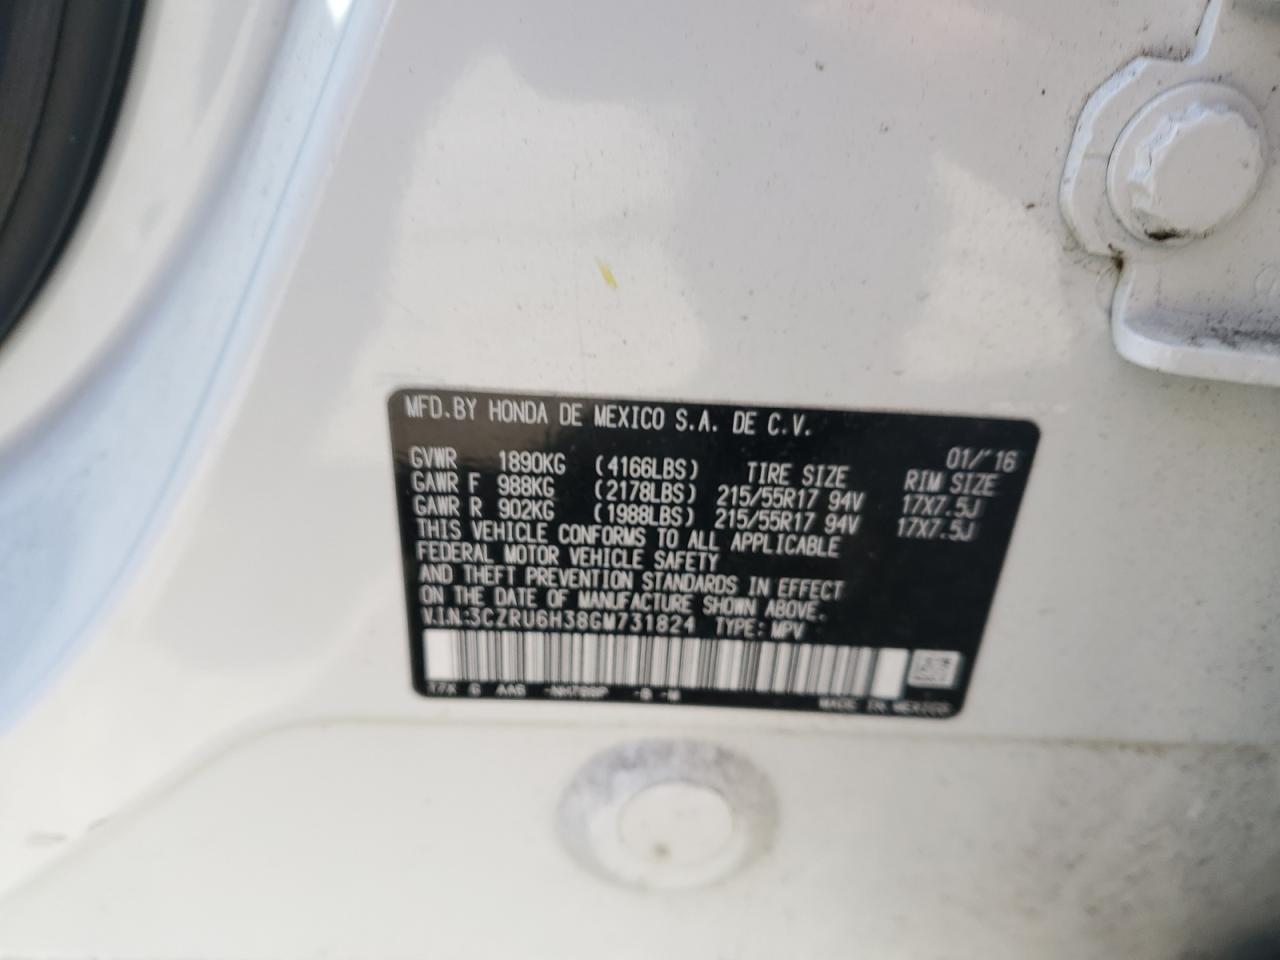 MFD.BY HONDA DE MEXICO S.A. DE C.V.
01/'16
GVWR 1890KG (4166LBS) TIRE SIZE RIM SIZE
GAWR F 988KG (2178LBS) 215/55R17 94V 17X7.5J
GAWR R 902KG (1988LBS) 215/55R17 94V 17X7.5J
THIS VEHICLE CONFORMS TO ALL APPLICABLE
FEDERAL MOTOR VEHICLE SAFETY
AND THEFT PREVENTION STANDARDS IN EFFECT
ON THE DATE OF MANUFACTURE SHOWN ABOVE.
V.I.N:3CZRU6H38GM731824 TYPE: MPV
MADE IN MEXICO